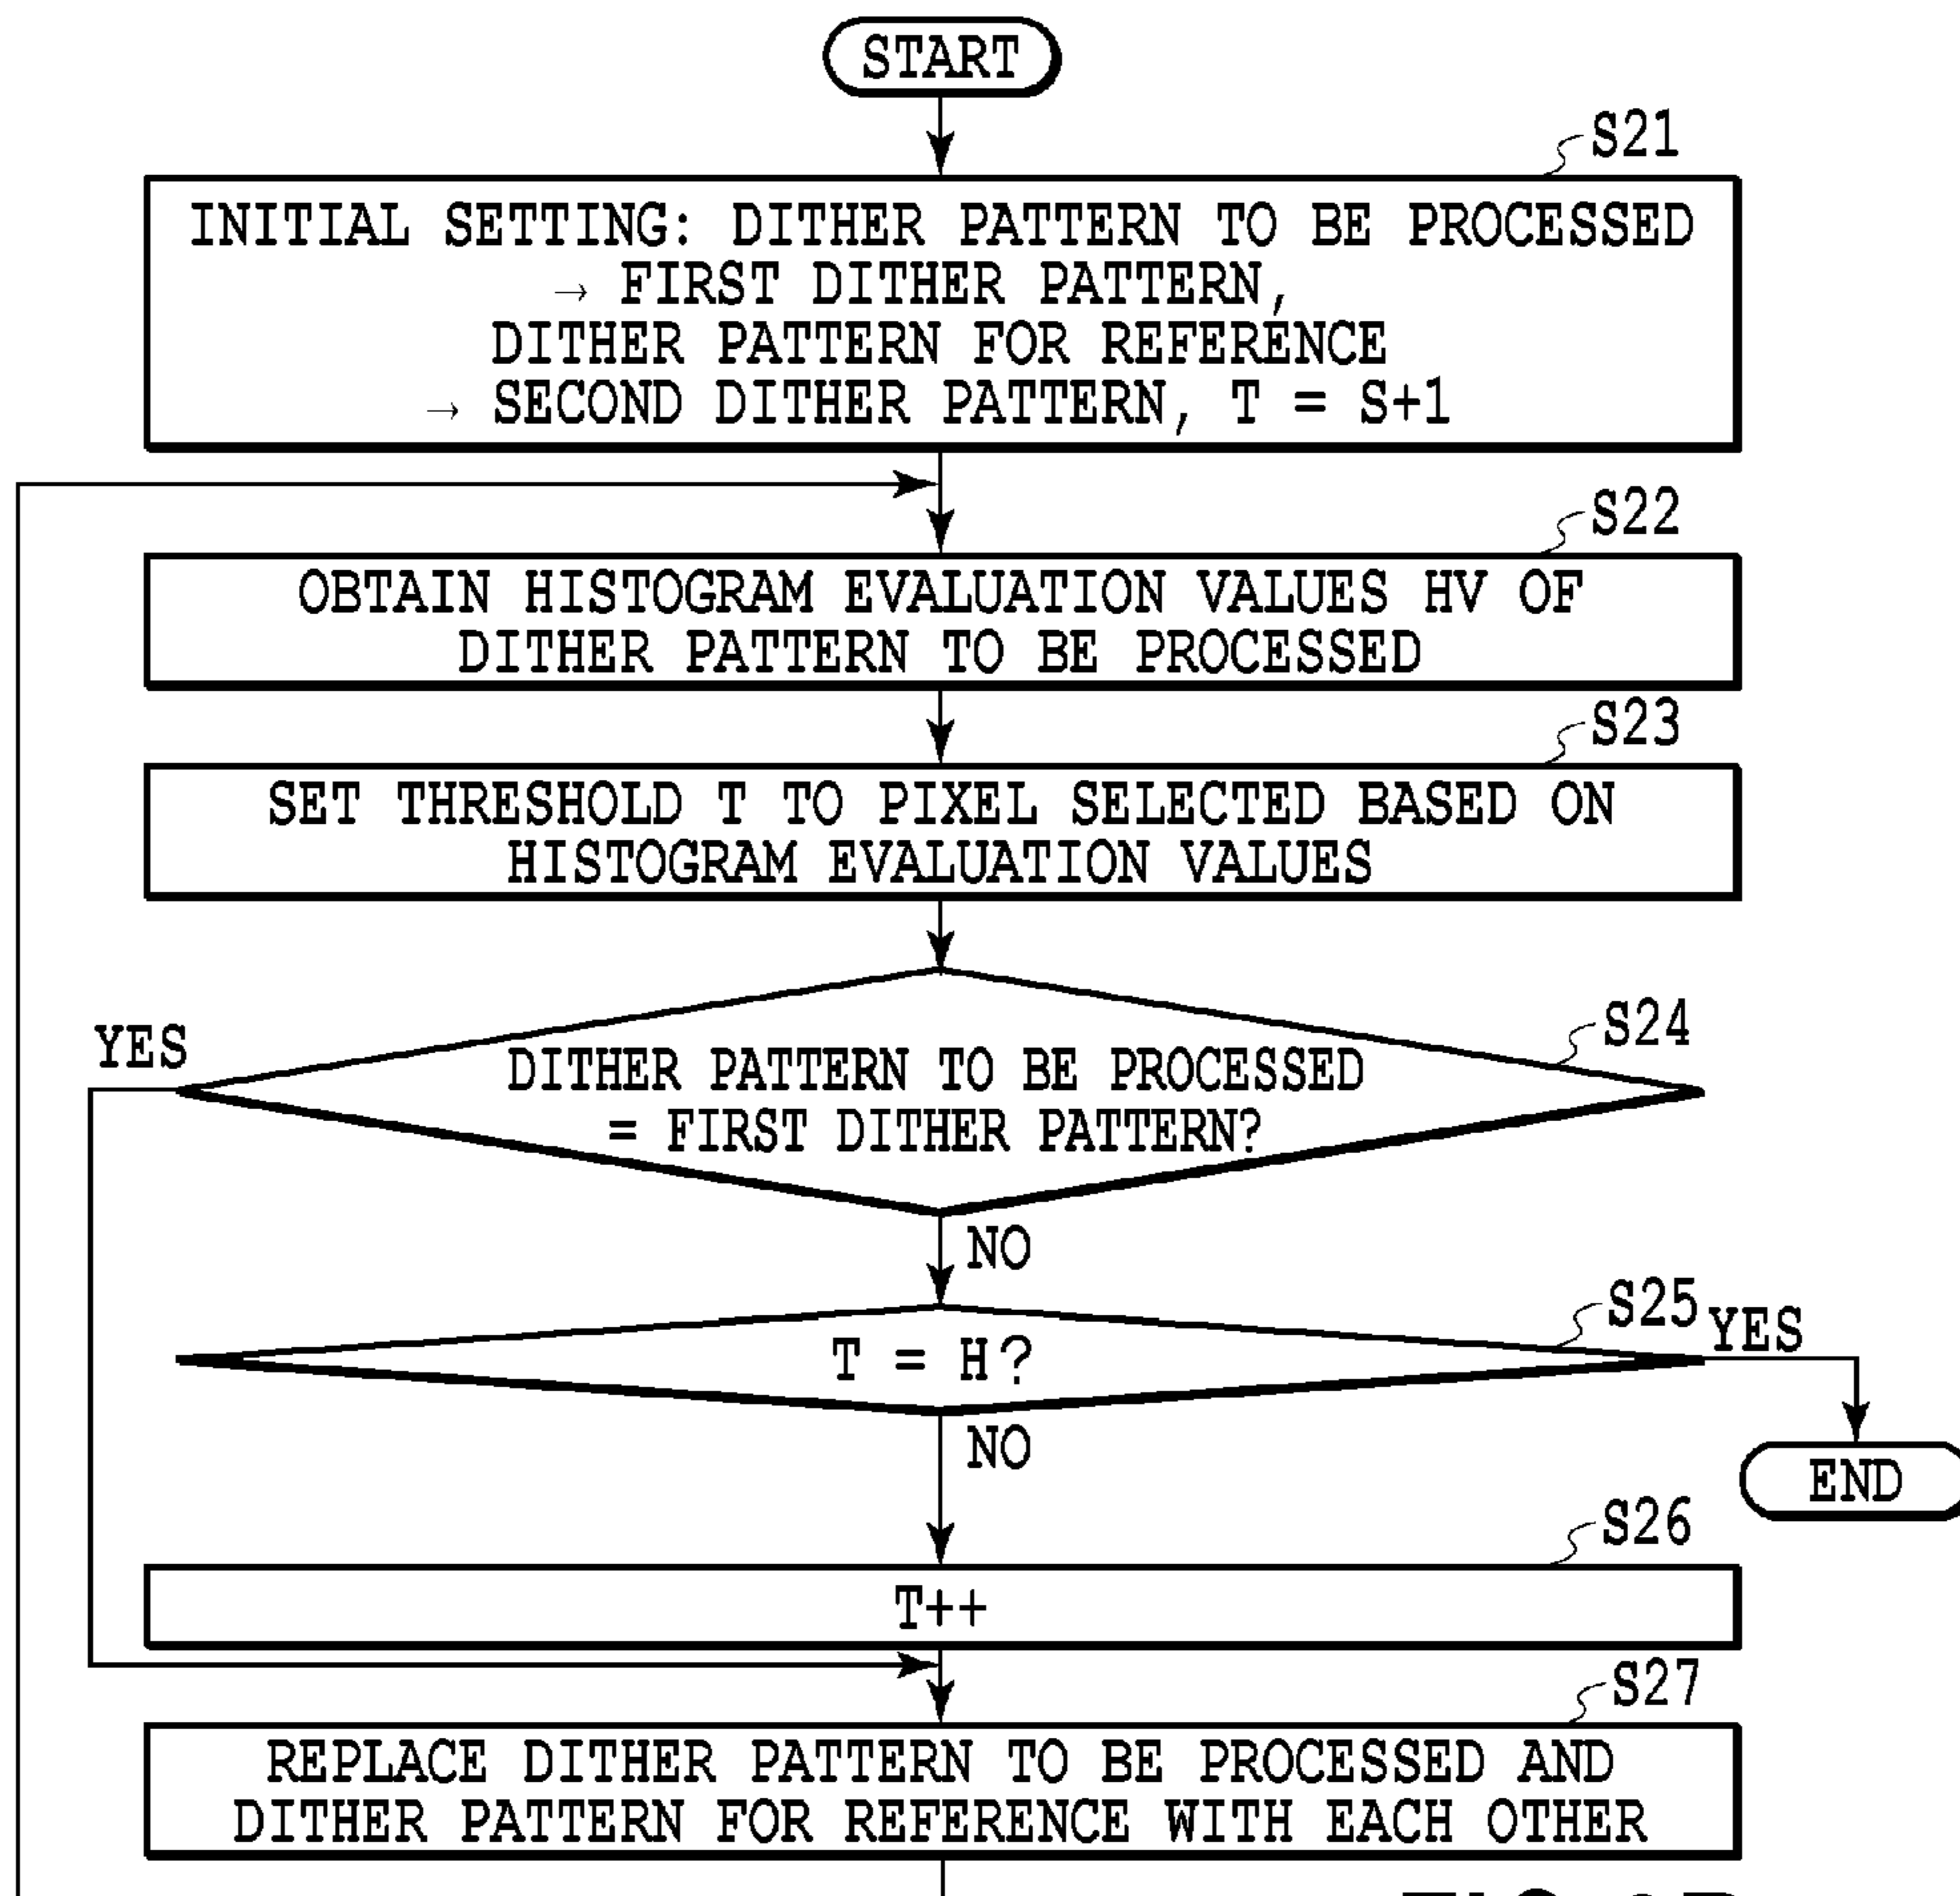 START
S21
INITIAL SETTING: DITHER PATTERN TO BE PROCESSED
→ FIRST DITHER PATTERN,
DITHER PATTERN FOR REFERENCE
→ SECOND DITHER PATTERN, T = S+1
S22
OBTAIN HISTOGRAM EVALUATION VALUES HV OF
DITHER PATTERN TO BE PROCESSED
S23
SET THRESHOLD T TO PIXEL SELECTED BASED ON
HISTOGRAM EVALUATION VALUES
S24
YES
DITHER PATTERN TO BE PROCESSED
= FIRST DITHER PATTERN?
NO
S25
YES
T = H?
NO
END
S26
T++
S27
REPLACE DITHER PATTERN TO BE PROCESSED AND
DITHER PATTERN FOR REFERENCE WITH EACH OTHER